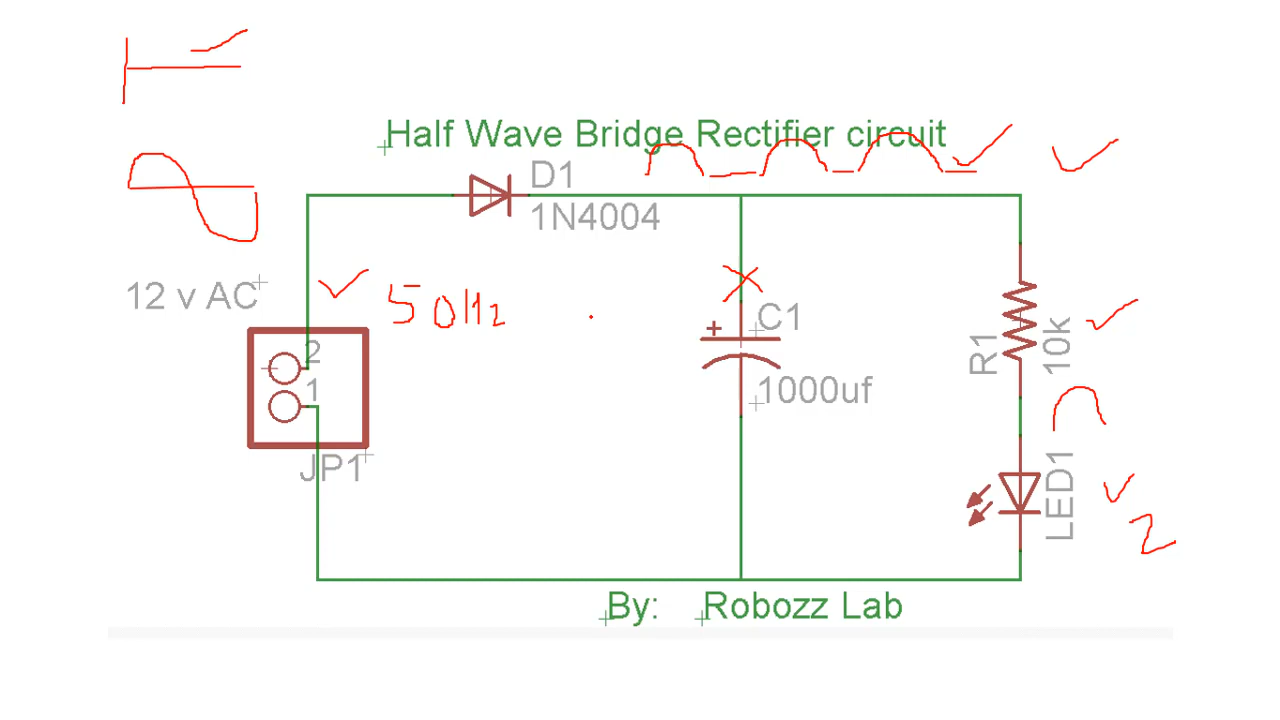 Half Wave Bridge Rectifier circuit
D1
1N4004
12 v AC
50Hz
2
1
JP1
+
C1
1000uf
R1
10k
LED1
2
By: Robozz Lab